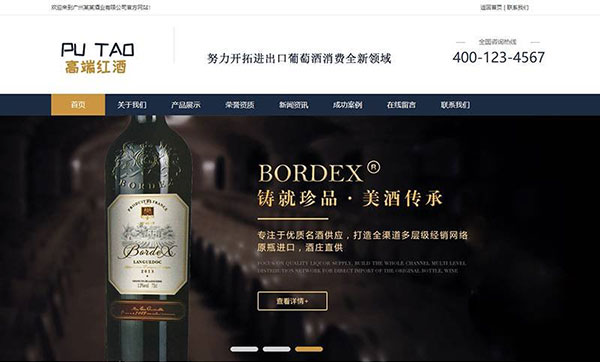 欢迎来到广州某某酒业有限公司官方网站！
返回首页 | 联系我们
PU TAO
高端红酒
努力开拓进出口葡萄酒消费全新领域
全国咨询热线
400-123-4567
首页 关于我们 产品展示 荣誉资质 新闻资讯 成功案例 在线留言 联系我们
BORDEX®
铸就珍品·美酒传承
专注于优质名酒供应，打造全渠道多层级经销网络
原瓶进口，酒庄直供
FOCUS ON QUALITY LIQUOR SUPPLY, BUILD THE WHOLE CHANNEL MULTI LEVEL
DISTRIBUTION NETWORK FOR DIRECT IMPORT OF THE ORIGINAL BOTTLE, WINE
查看详情+
PRODUCT OF FRANCE
BordeX
LANGUEDOC
2013